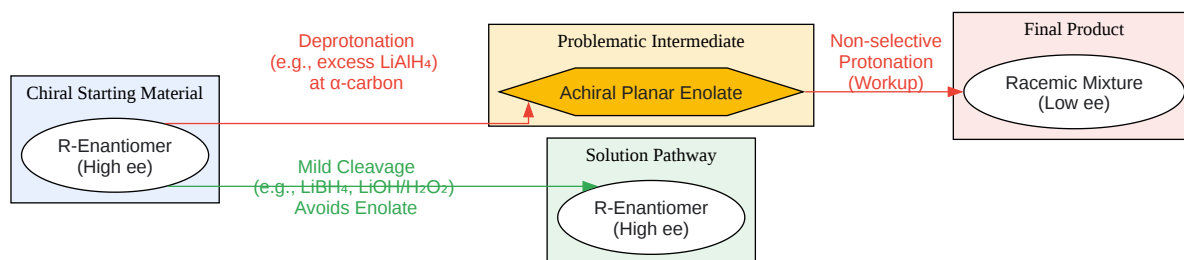 Chiral Starting Material
R-Enantiomer
(High ee)
Deprotonation
(e.g., excess LiAlH₄)
at α-carbon
Problematic Intermediate
Achiral Planar Enolate
Non-selective
Protonation
(Workup)
Final Product
Racemic Mixture
(Low ee)
Mild Cleavage
(e.g., LiBH₄, LiOH/H₂O₂)
Avoids Enolate
Solution Pathway
R-Enantiomer
(High ee)